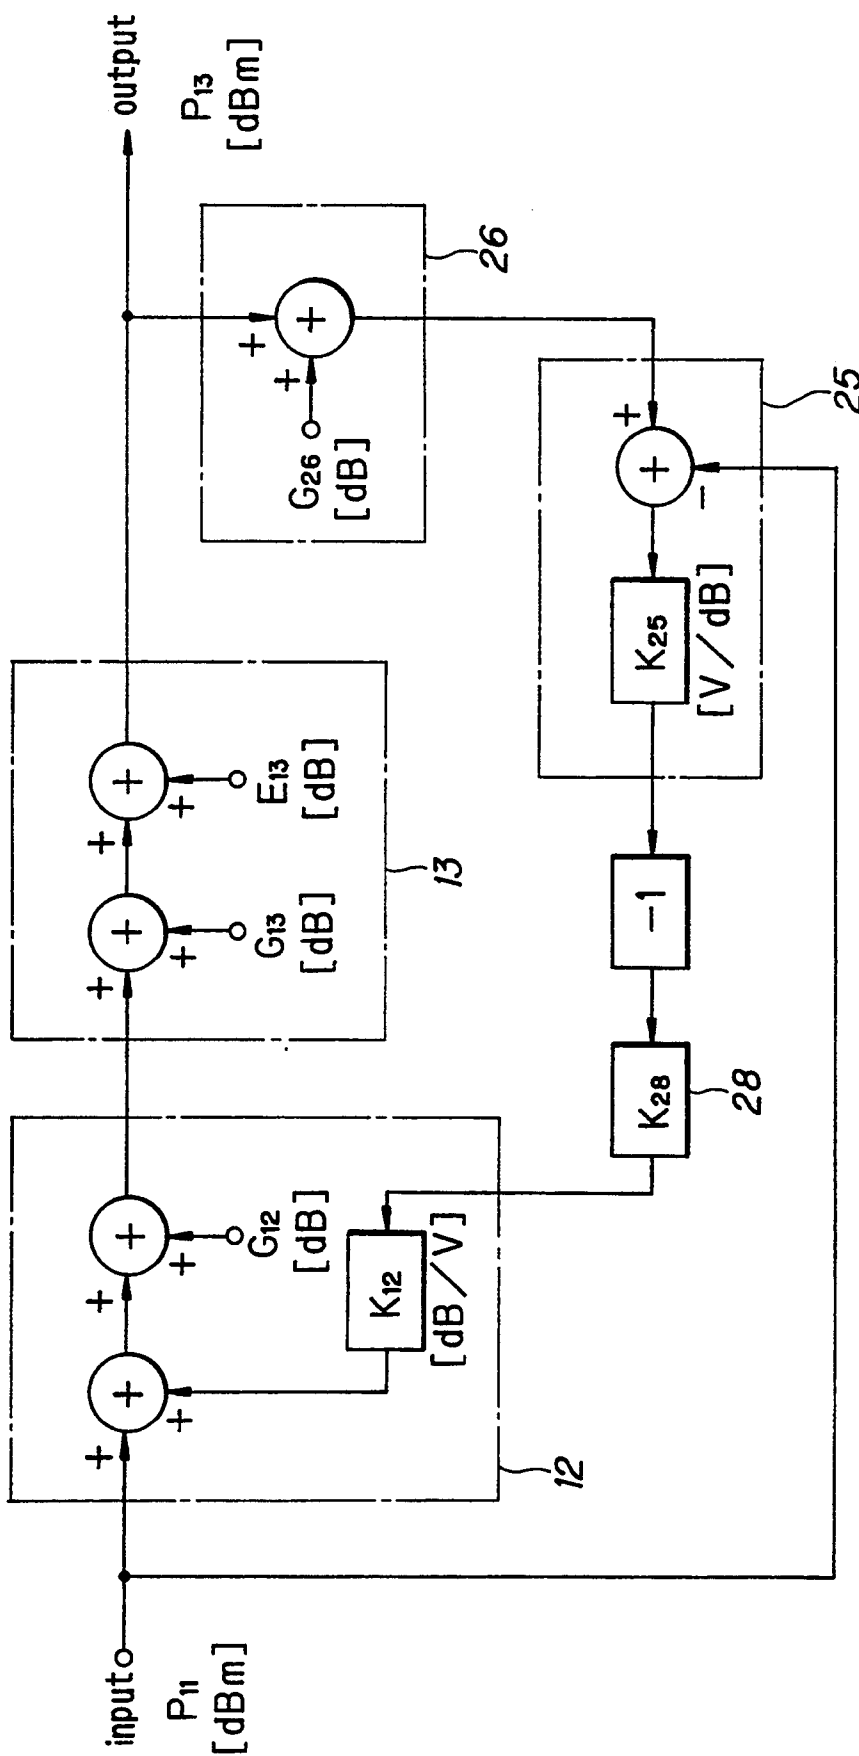 input
P11
[dBm]
+
+
+
+
+
+
G12
[dB]
K12
[dB/V]
12
+
+
+
+
+
+
G13
[dB]
E13
[dB]
13
output
P13
[dBm]
+
+
+
G26
[dB]
26
+
+
-
K25
[V/dB]
25
-1
K28
28